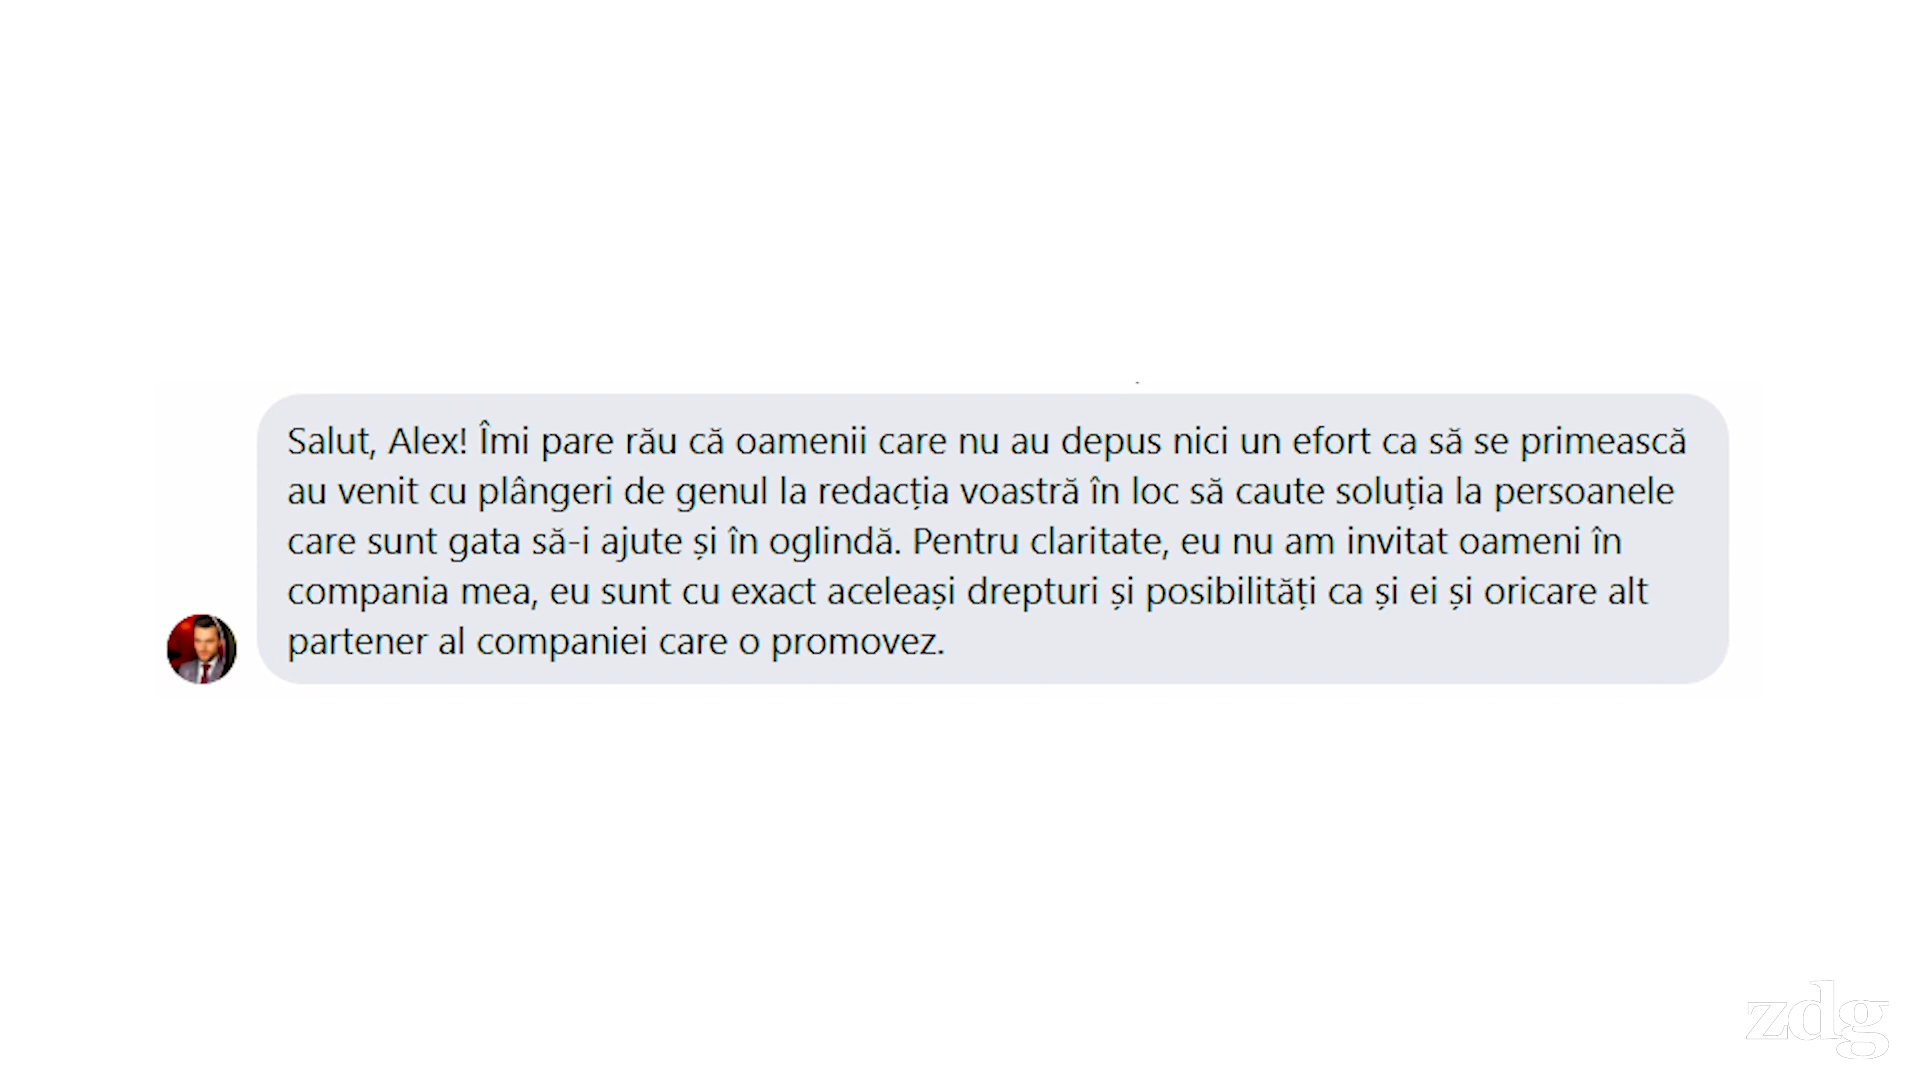 Salut, Alex! Îmi pare rău că oamenii care nu au depus nici un efort ca să se primească
au venit cu plângeri de genul la redacția voastră în loc să caute soluția la persoanele
care sunt gata să-i ajute și în oglindă. Pentru claritate, eu nu am invitat oameni în
compania mea, eu sunt cu exact aceleași drepturi și posibilități ca și ei și oricare alt
partener al companiei care o promovez.
zdg